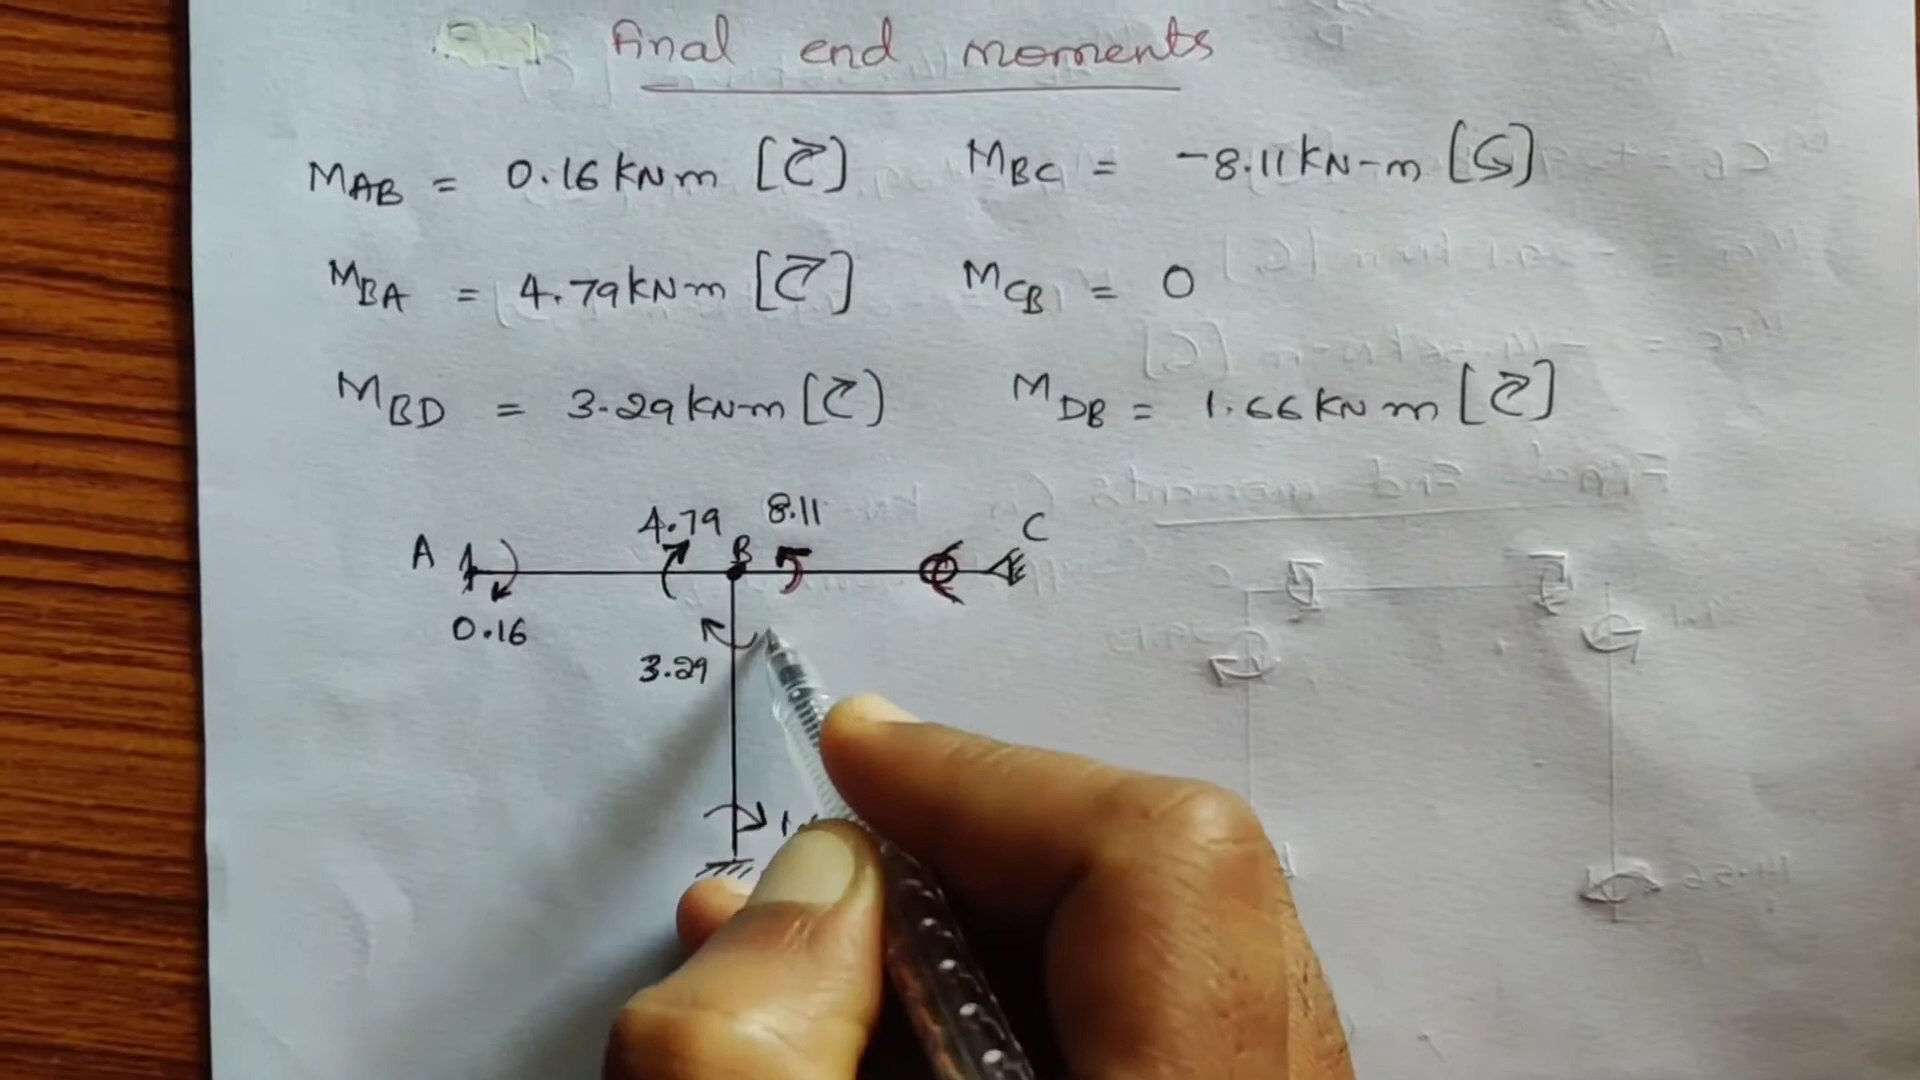 Final end moments
MAB = 0.16 kNm [↻] MBC = -8.11 kN-m [↺]
MBA = 4.79 kNm [↻] MCB = 0
MBD = 3.29 kN-m [↻] MDB = 1.66 kNm [↻]
4.79 8.11
A B C
0.16
3.29